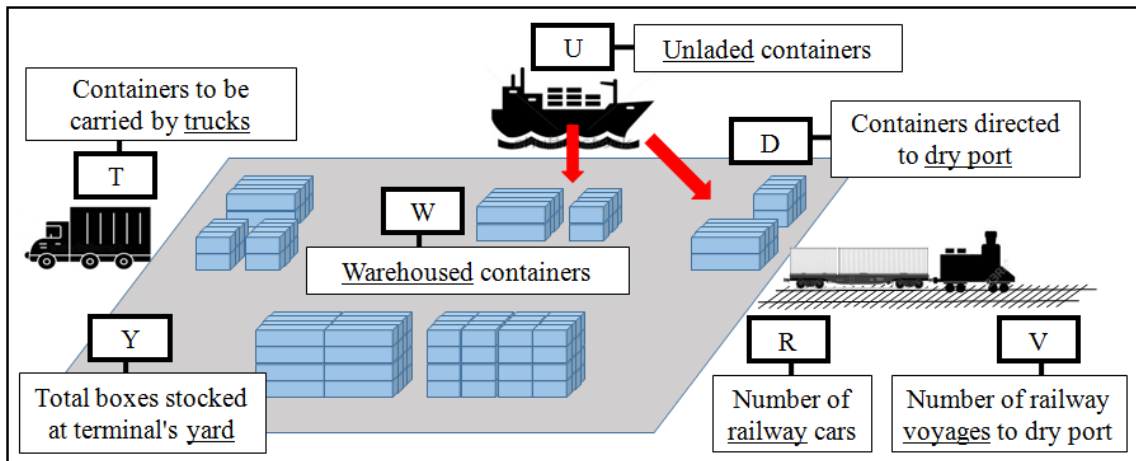 U
Unladed containers
Containers to be
carried by trucks
T
D
Containers directed
to dry port
W
Warehoused containers
Y
Total boxes stocked
at terminal's yard
R
Number of
railway cars
V
Number of railway
voyages to dry port